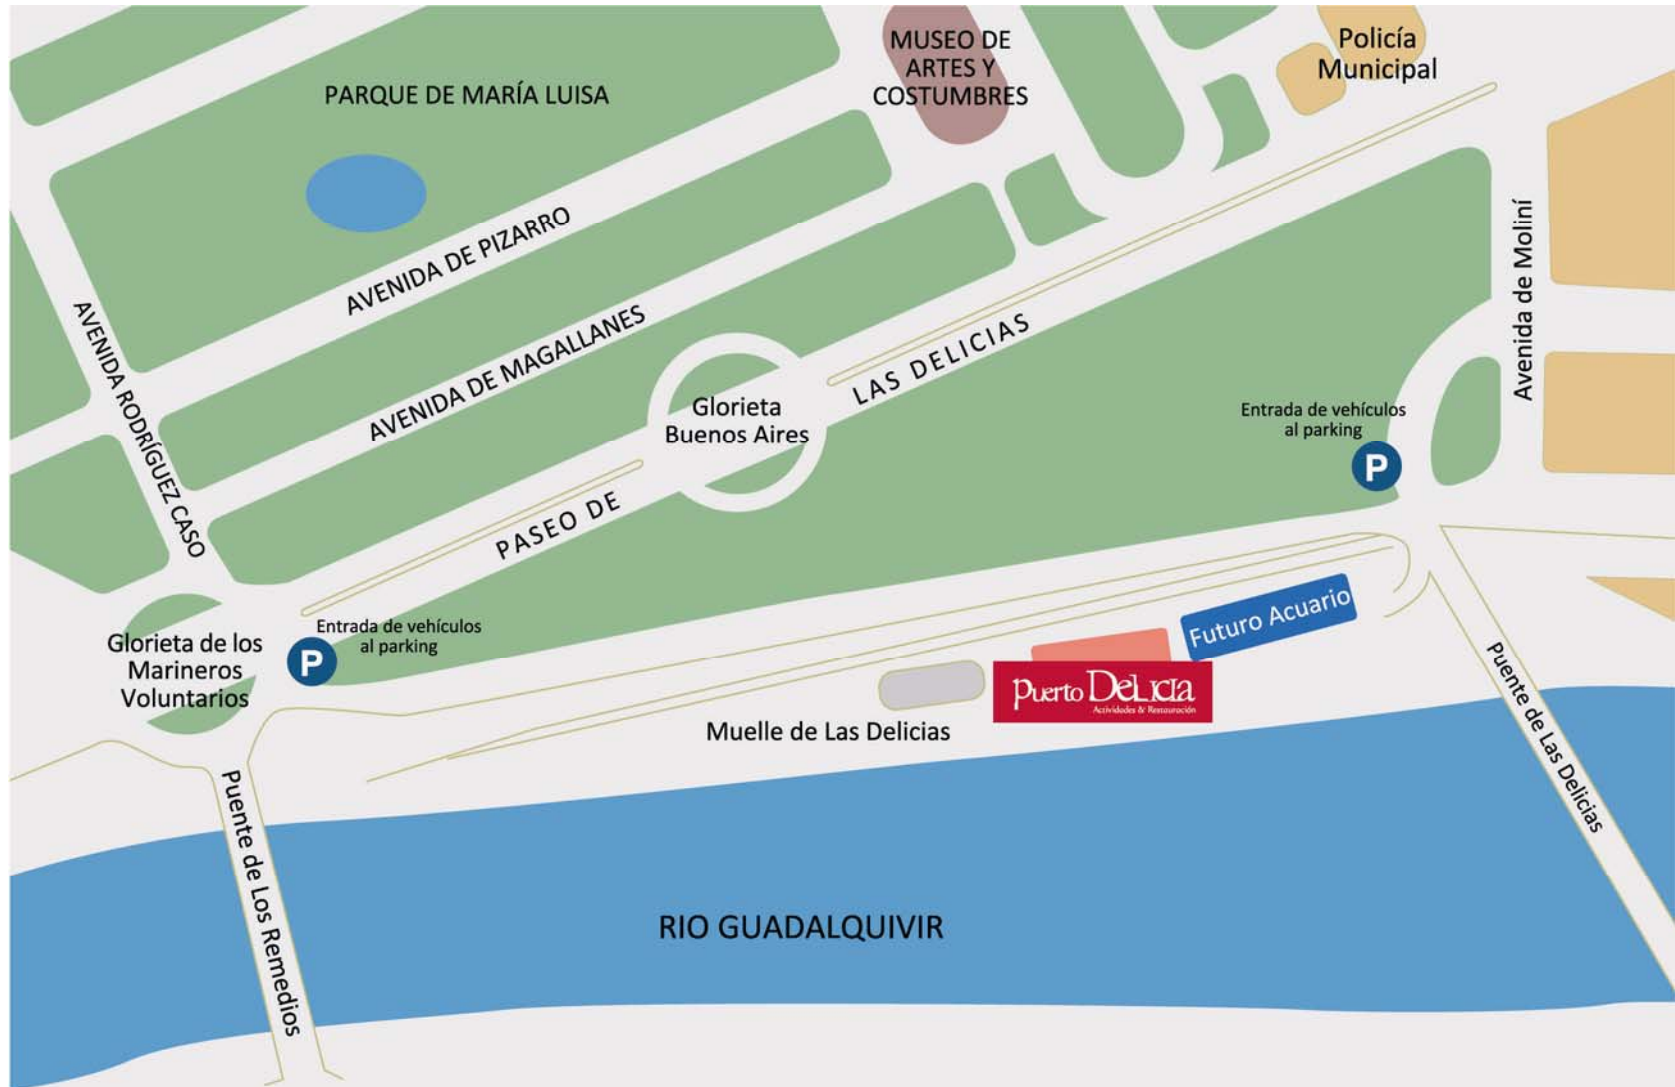 MUSEO DE
ARTES Y
COSTUMBRES
Policía
Municipal
PARQUE DE MARÍA LUISA
AVENIDA DE PIZARRO
AVENIDA DE MAGALLANES
AVENIDA RODRÍGUEZ CASO
Avenida de Moliní
LAS DELICIAS
Glorieta
Buenos Aires
PASEO DE
Entrada de vehículos
al parking
P
Entrada de vehículos
al parking
P
Glorieta de los
Marineros
Voluntarios
Futuro Acuario
Puerto Delicia
Actividades & Restauración
Muelle de Las Delicias
Puente de Las Delicias
Puente de Los Remedios
RIO GUADALQUIVIR